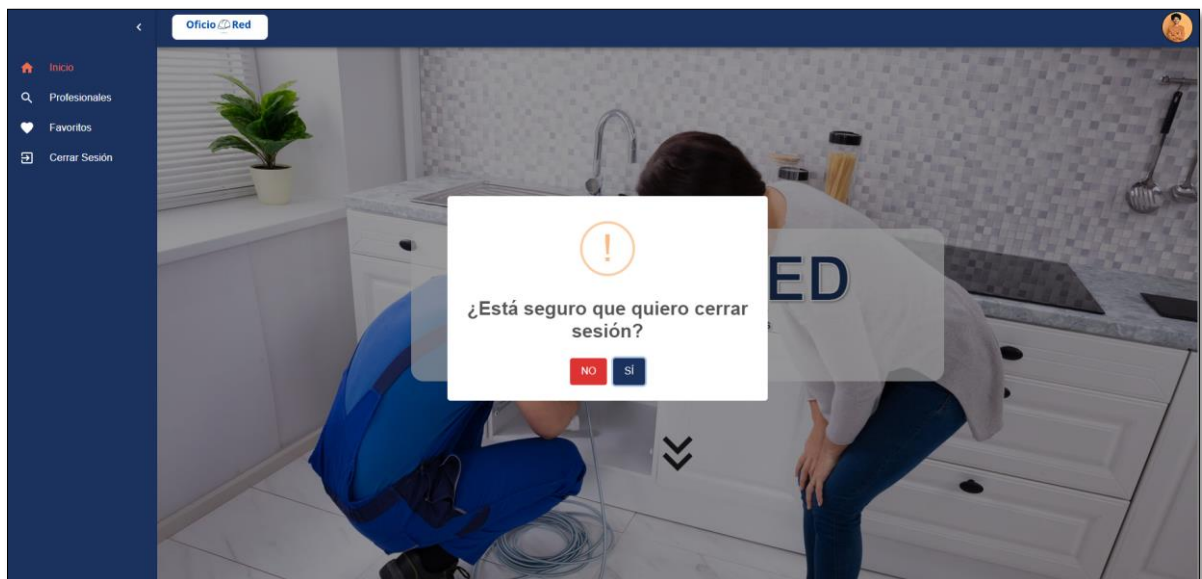 Oficio Red
Inicio
Profesionales
Favoritos
Cerrar Sesión
ED
¿Está seguro que quiero cerrar
sesión?
NO SÍ